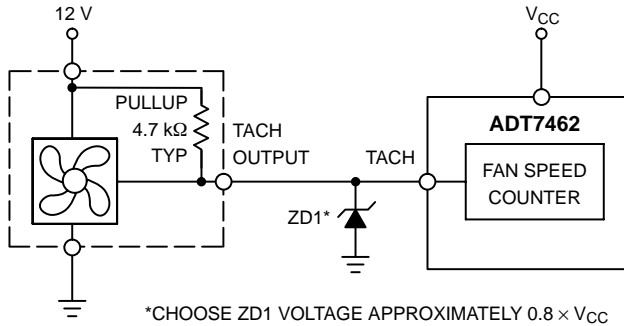 12 V
VCC
PULLUP
4.7 kΩ
TYP
TACH
OUTPUT
TACH
ADT7462
FAN SPEED
COUNTER
ZD1*
*CHOOSE ZD1 VOLTAGE APPROXIMATELY 0.8 × VCC